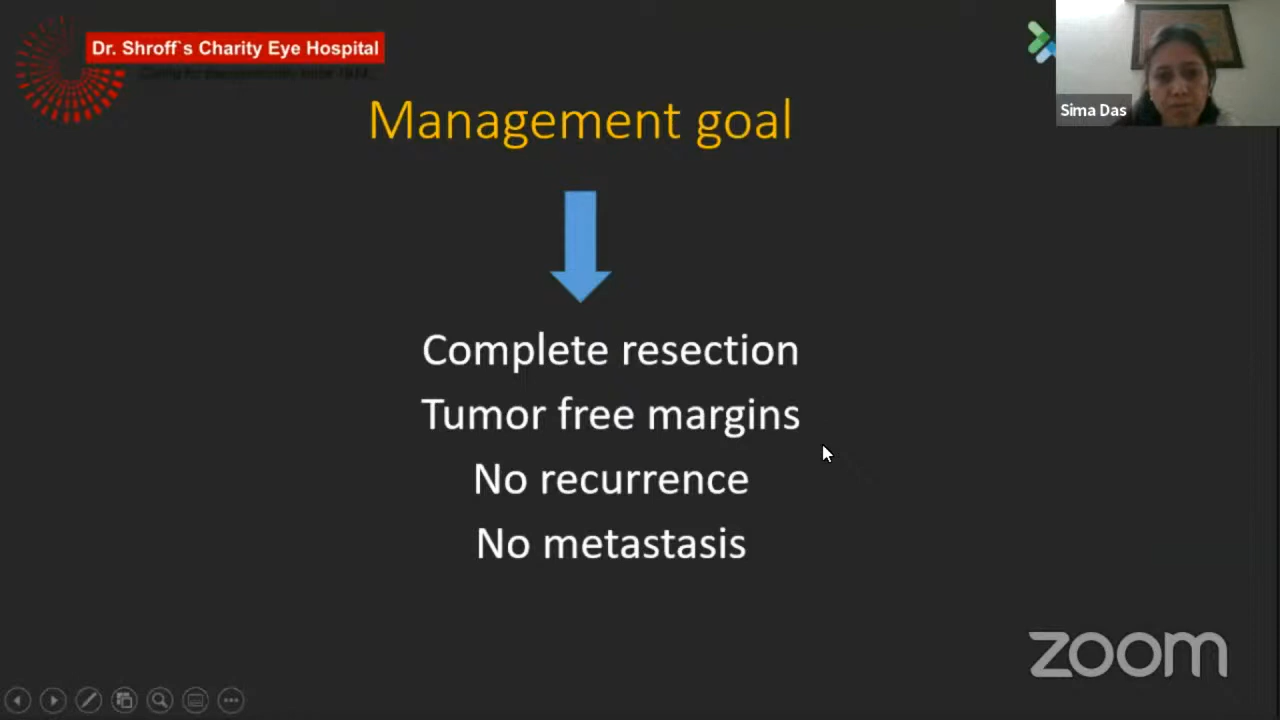 Dr. Shroff`s Charity Eye Hospital
Sima Das
Management goal
Complete resection
Tumor free margins
No recurrence
No metastasis
zoom